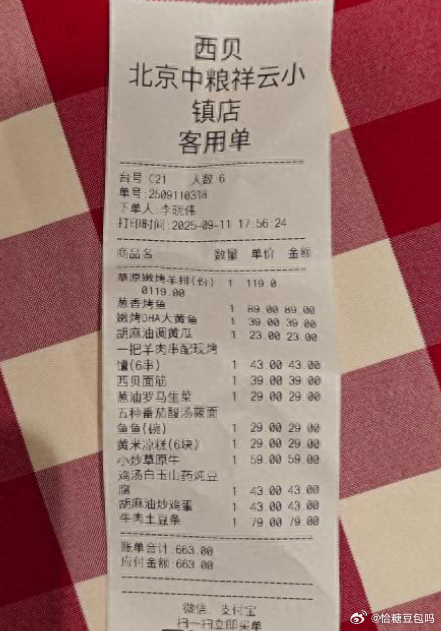 西贝
北京中粮祥云小
镇店
客用单
台号 C21 人数 6
单号:2509110318
下单人:李晓伟
打印时间:2025-09-11 17:56:24
商品名 数量 单价 金额
草原嫩烤羊排(份) 1 119.0
0119.00
葱香烤鱼 1 89.00 89.00
嫩烤DHA大黄鱼 1 39.00 39.00
胡麻油调黄瓜 1 23.00 23.00
一把羊肉串配现烤
馕(6串) 1 43.00 43.00
西贝面筋 1 39.00 39.00
葱油罗马生菜 1 29.00 29.00
五种番茄酸汤莜面
鱼鱼(碗) 1 29.00 29.00
黄米凉糕(6块) 1 29.00 29.00
小炒草原牛 1 59.00 59.00
鸡汤白玉山药炖豆
腐 1 43.00 43.00
胡麻油炒鸡蛋 1 43.00 43.00
牛肉土豆条 1 79.00 79.00
账单合计:663.00
应付金额:663.00
微信、支付宝
扫一扫立即买单
@恰糖豆包吗